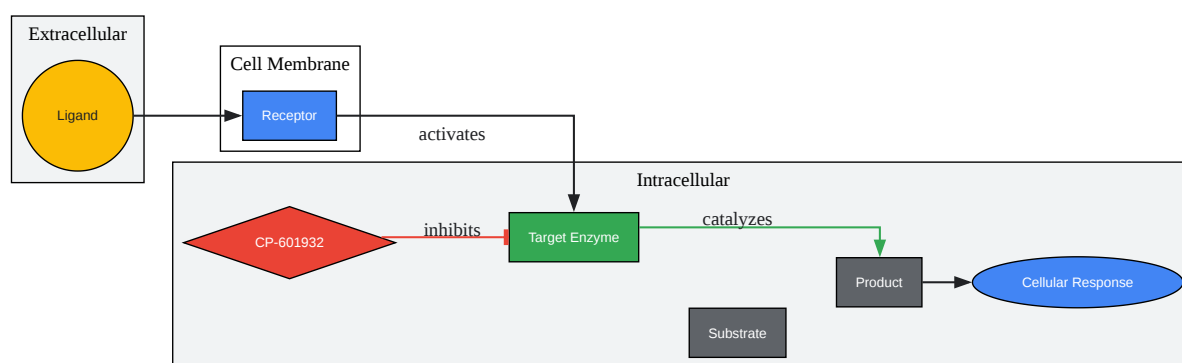 Extracellular
Ligand
Cell Membrane
Receptor
activates
Intracellular
CP-601932
inhibits
Target Enzyme
catalyzes
Product
Cellular Response
Substrate